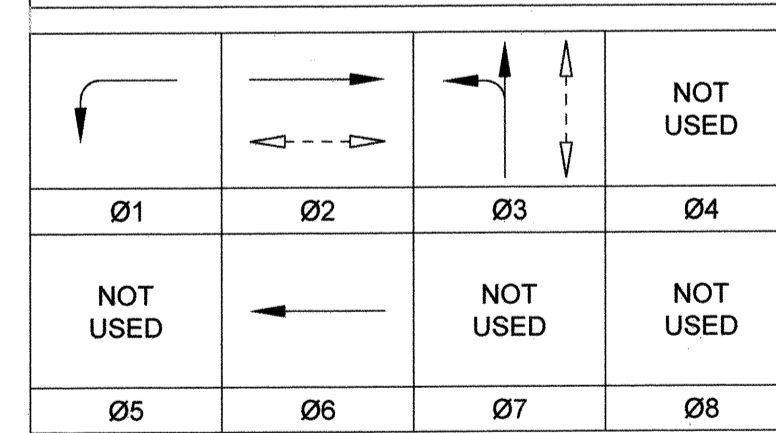 NOT
USED
Ø1
Ø2
Ø3
Ø4
NOT
USED
NOT
USED
NOT
USED
Ø5
Ø6
Ø7
Ø8